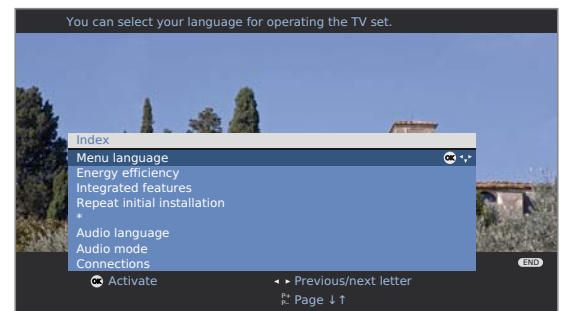 You can select your language for operating the TV set.
Index
Menu language OK
Energy efficiency
Integrated features
Repeat initial installation
*
Audio language
Audio mode
Connections
END
OK Activate Previous/next letter
P+ P– Page ↓↑